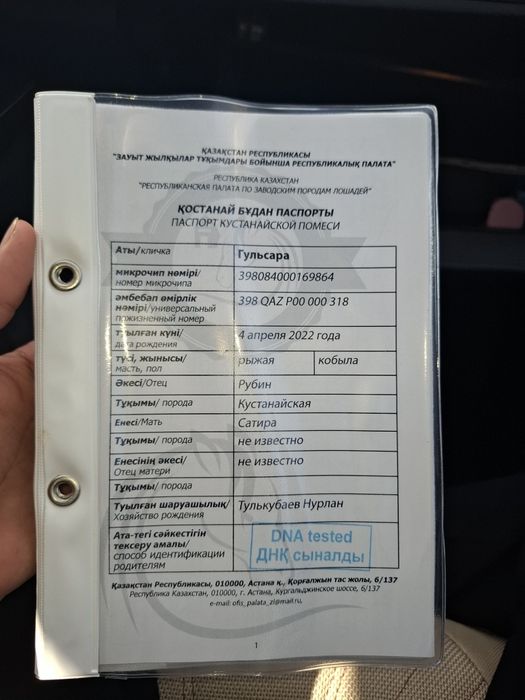 ҚАЗАҚСТАН РЕСПУБЛИКАСЫ
"ЗАУЫТ ЖЫЛҚЫЛАР ТҰҚЫМДАРЫ БОЙЫНША РЕСПУБЛИКАЛЫҚ ПАЛАТА"
РЕСПУБЛИКА КАЗАХСТАН
"РЕСПУБЛИКАНСКАЯ ПАЛАТА ПО ЗАВОДСКИМ ПОРОДАМ ЛОШАДЕЙ"
ҚОСТАНАЙ БҰДАН ПАСПОРТЫ
ПАСПОРТ КУСТАНАЙСКОЙ ПОМЕСИ
Аты/кличка Гульсара
микрочип нөмірі/ 398084000169864
номер микрочипа
әмбебап өмірлік 398 QAZ P00 000 318
нөмірі/универсальный
пожизненный номер
туылған күні/ 4 апреля 2022 года
дата рождения
түсі, жынысы/ рыжая кобыла
масть, пол
Әкесі/Отец Рубин
Тұқымы/ порода Кустанайская
Енесі/Мать Сатира
Тұқымы/ порода не известно
Енесінің әкесі/ не известно
Отец матери
Тұқымы/ порода
Туылған шаруашылық/ Тулькубаев Нурлан
Хозяйство рождения
Ата-тегі сәйкестігін
тексеру амалы/
способ идентификации
родителям
DNA tested
ДНҚ сыналды
Қазақстан Республикасы, 010000, Астана қ., Қорғалжын тас жолы, 6/137
Республика Казахстан, 010000, г. Астана, Кургальджинское шоссе, 6/137
e-mail: ofis_palata_zl@mail.ru,
1